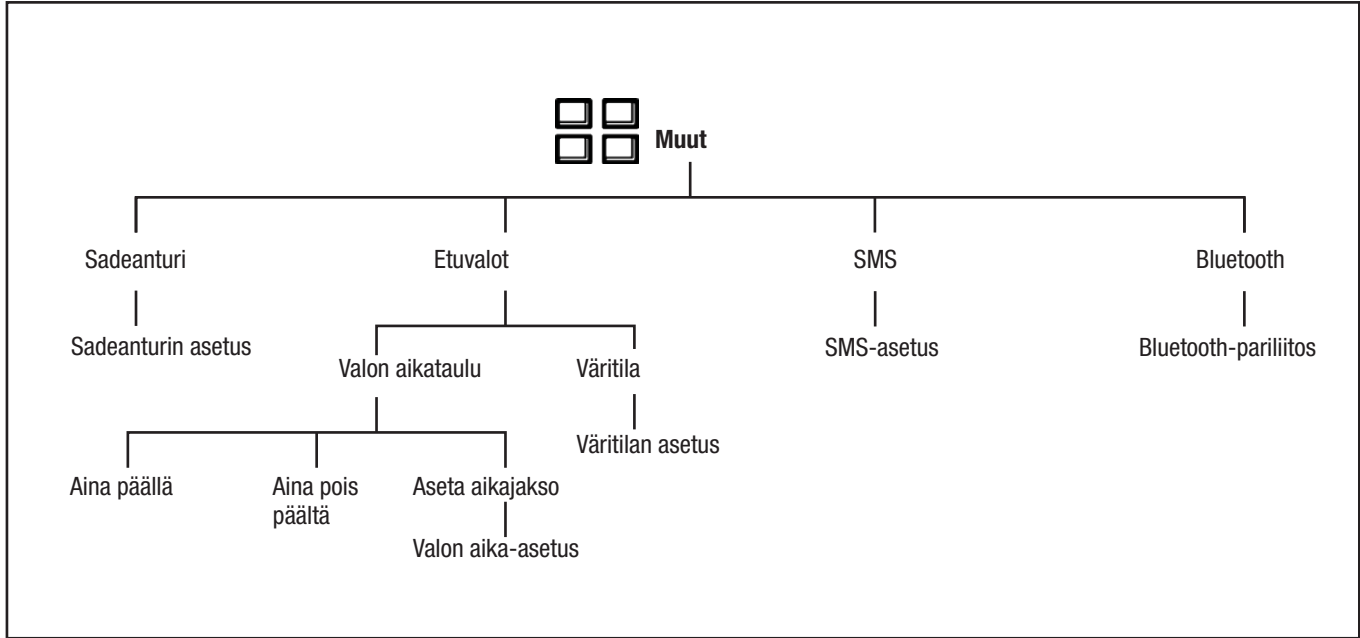 Muut
Sadeanturi
Etuvalot
SMS
Bluetooth
Sadeanturin asetus
Valon aikataulu
Väritila
SMS-asetus
Bluetooth-pariliitos
Väritilan asetus
Aina päällä
Aina pois
päältä
Aseta aikajakso
Valon aika-asetus